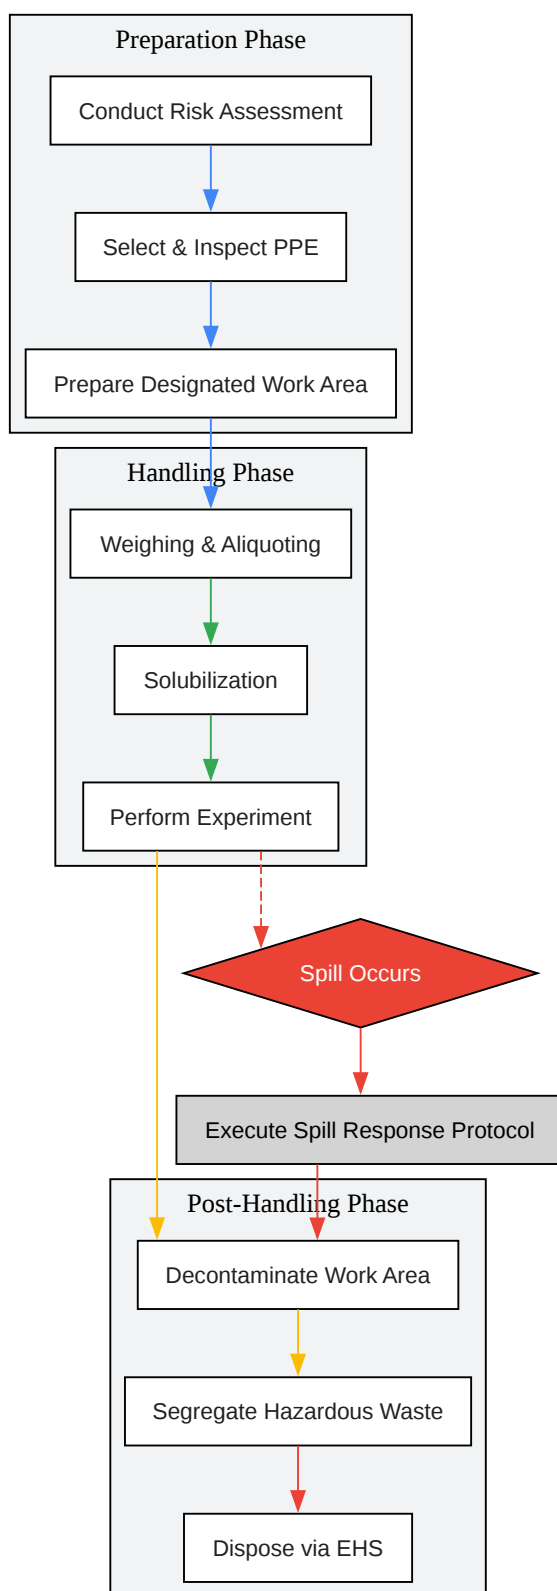 Preparation Phase
Conduct Risk Assessment
Select & Inspect PPE
Prepare Designated Work Area
Handling Phase
Weighing & Aliquoting
Solubilization
Perform Experiment
Spill Occurs
Execute Spill Response Protocol
Post-Handling Phase
Decontaminate Work Area
Segregate Hazardous Waste
Dispose via EHS